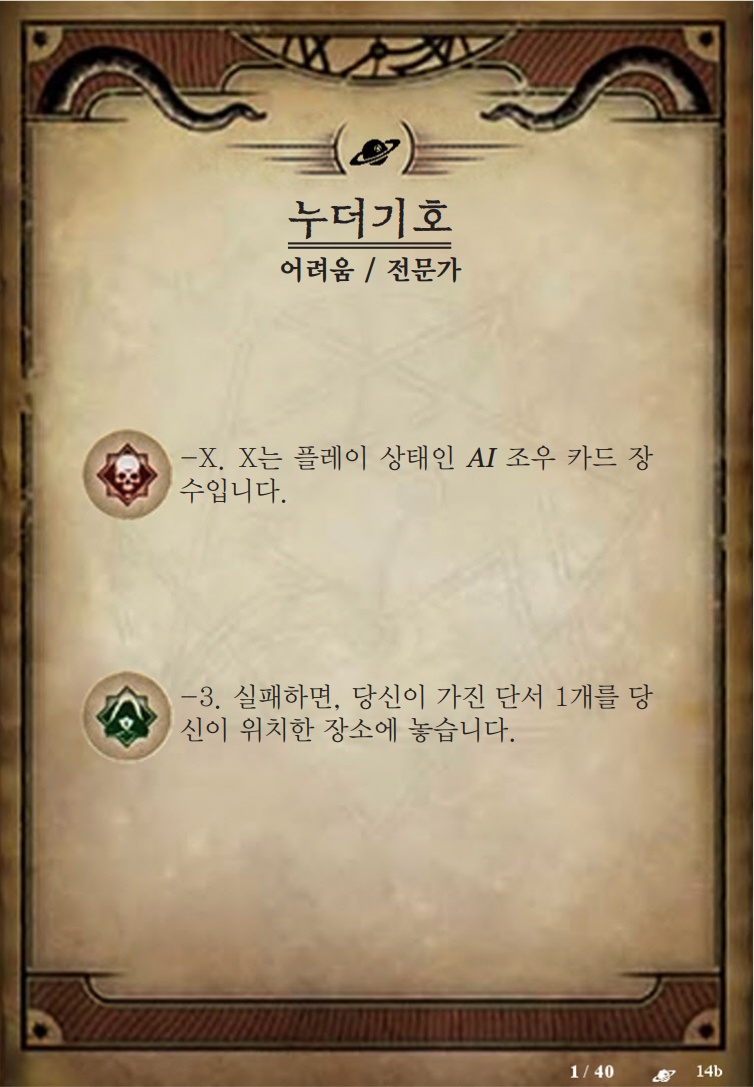 누더기호
어려움 / 전문가
-X. X는 플레이 상태인 AI 조우 카드 장
수입니다.
-3. 실패하면, 당신이 가진 단서 1개를 당
신이 위치한 장소에 놓습니다.
1 / 40 14b